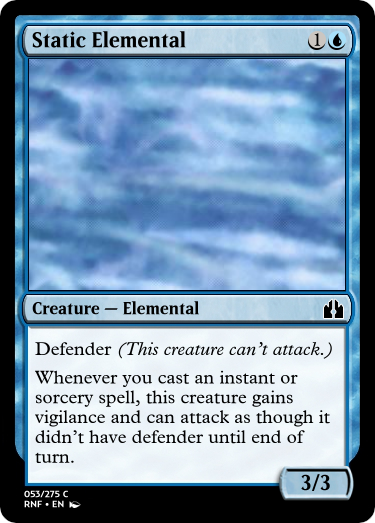 Static Elemental 1
Creature — Elemental
Defender (This creature can't attack.)
Whenever you cast an instant or
sorcery spell, this creature gains
vigilance and can attack as though it
didn't have defender until end of
turn.
3/3
053/275 C
RNF • EN